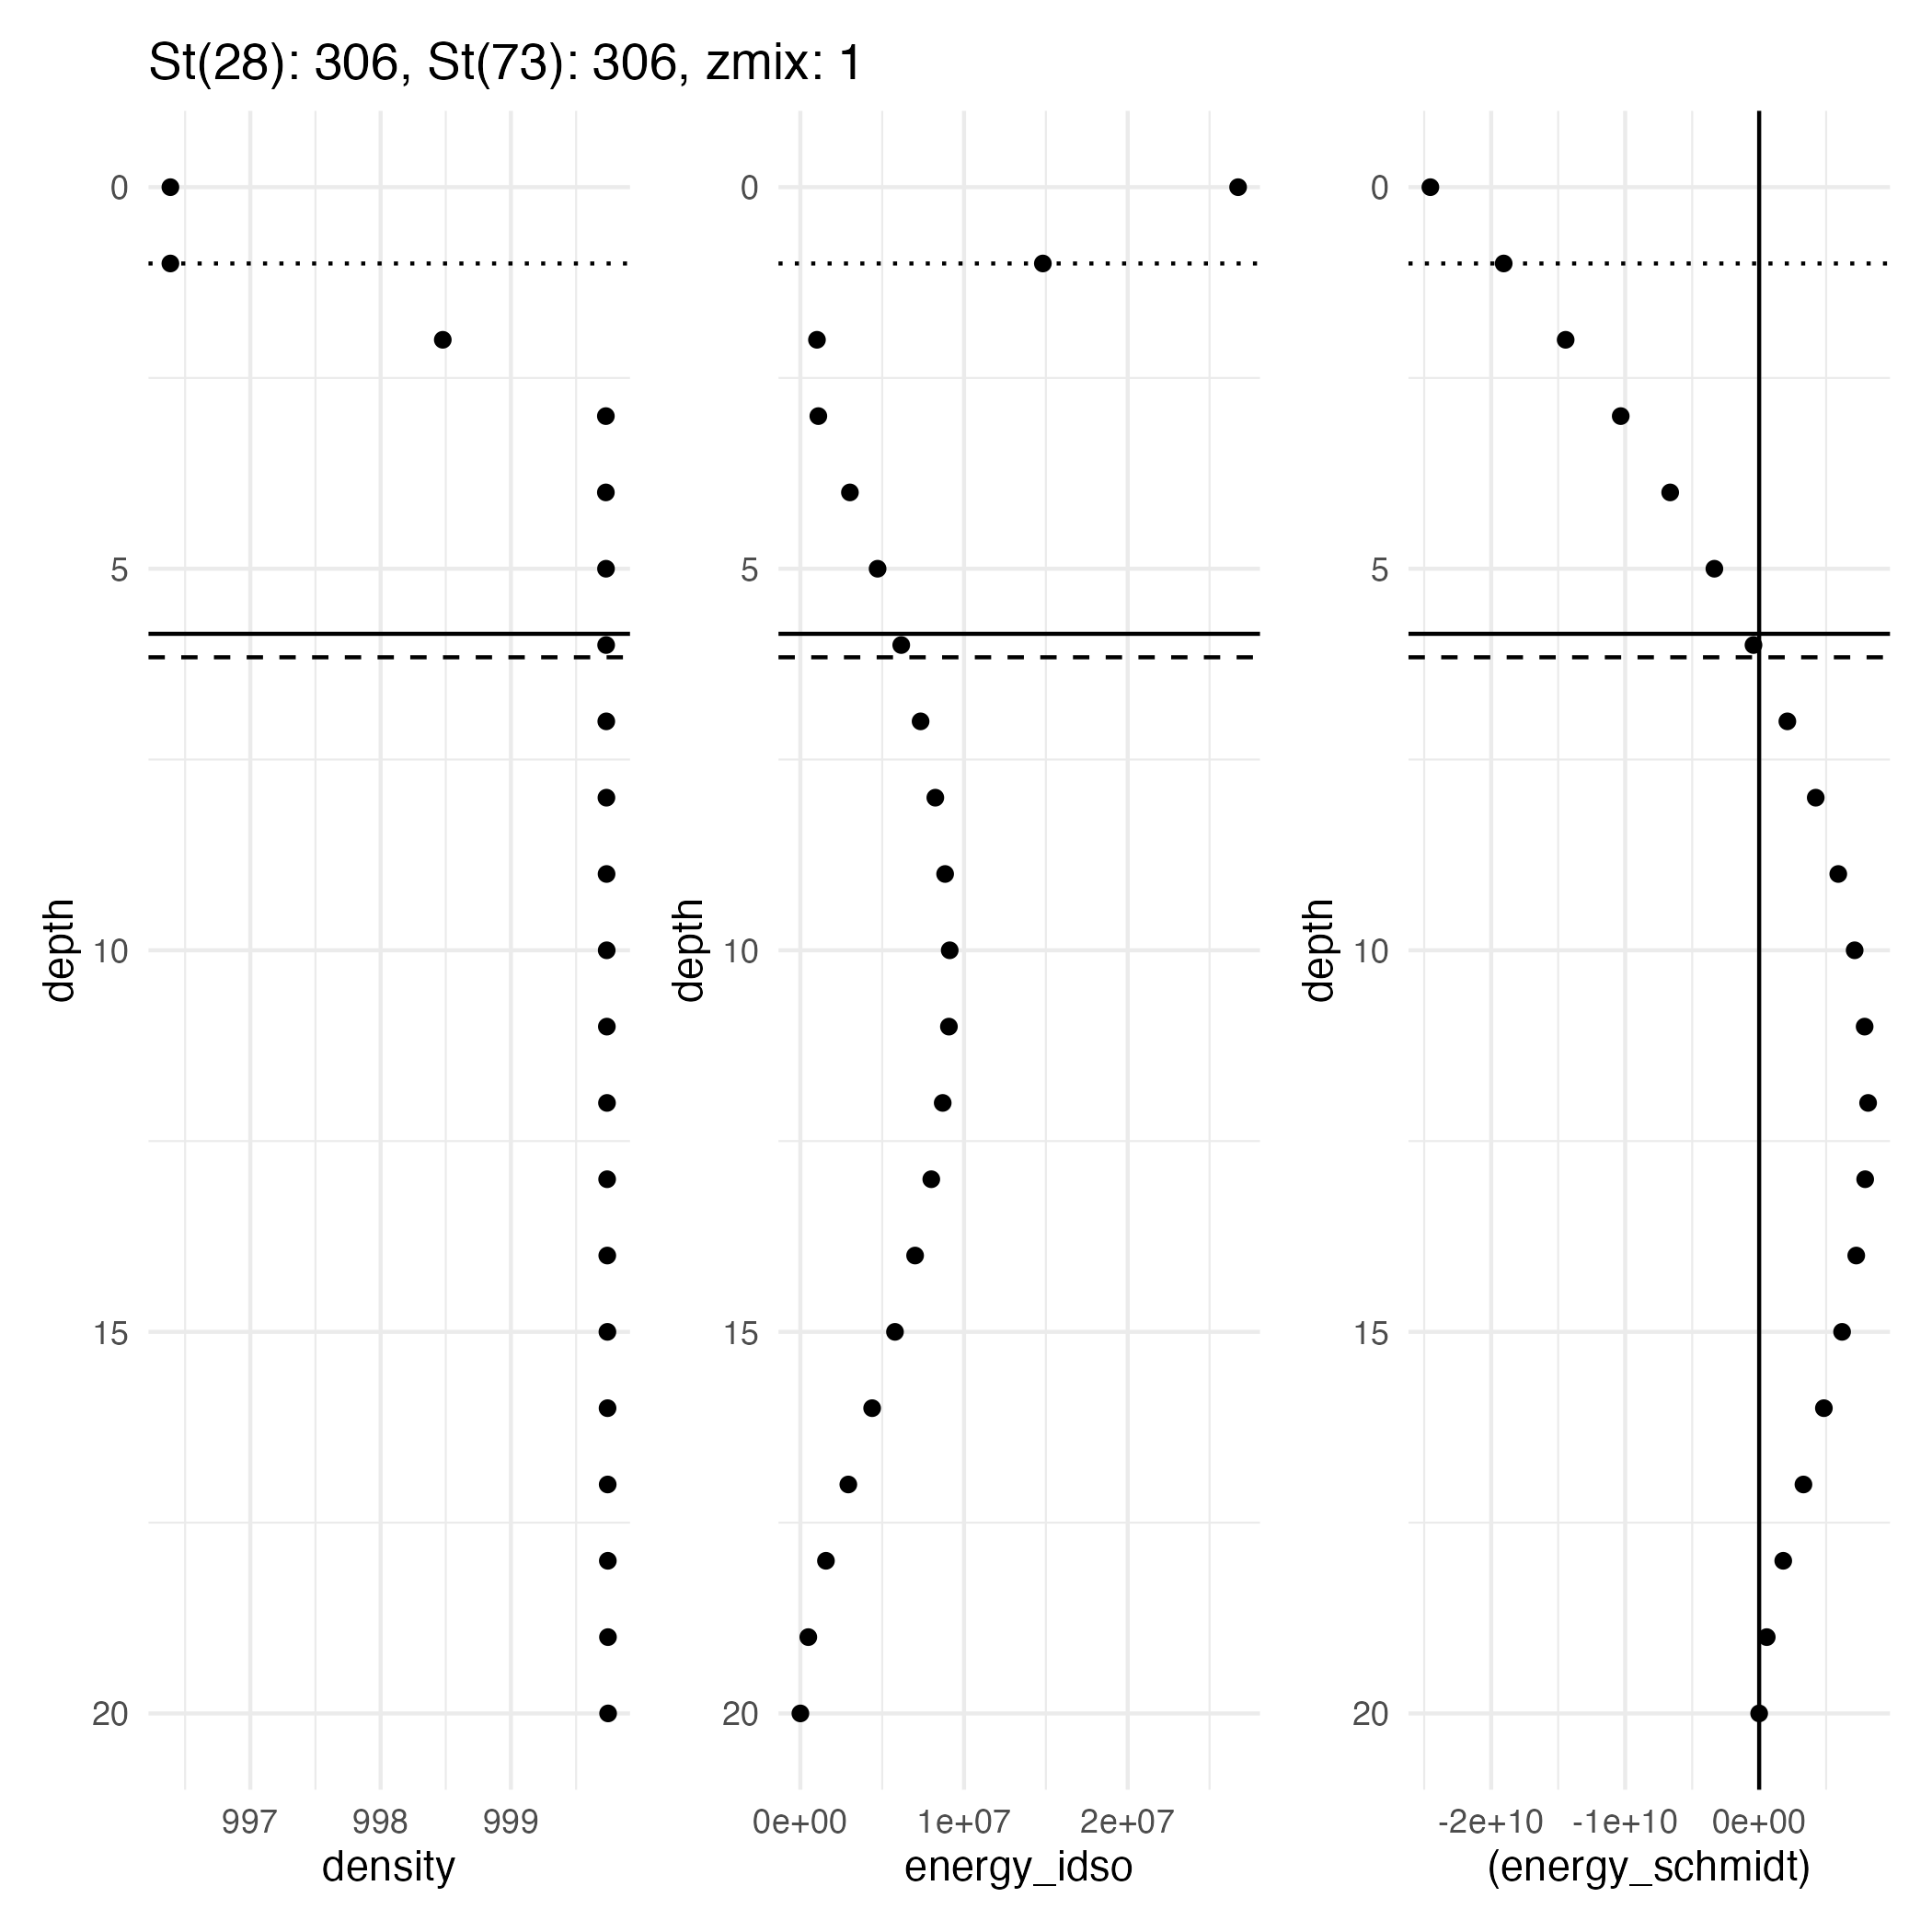 St(28): 306, St(73): 306, zmix: 1
0
5
10
15
20
depth
997 998 999
density
0
5
10
15
20
depth
0e+00 1e+07 2e+07
energy_idso
0
5
10
15
20
depth
-2e+10 -1e+10 0e+00
(energy_schmidt)